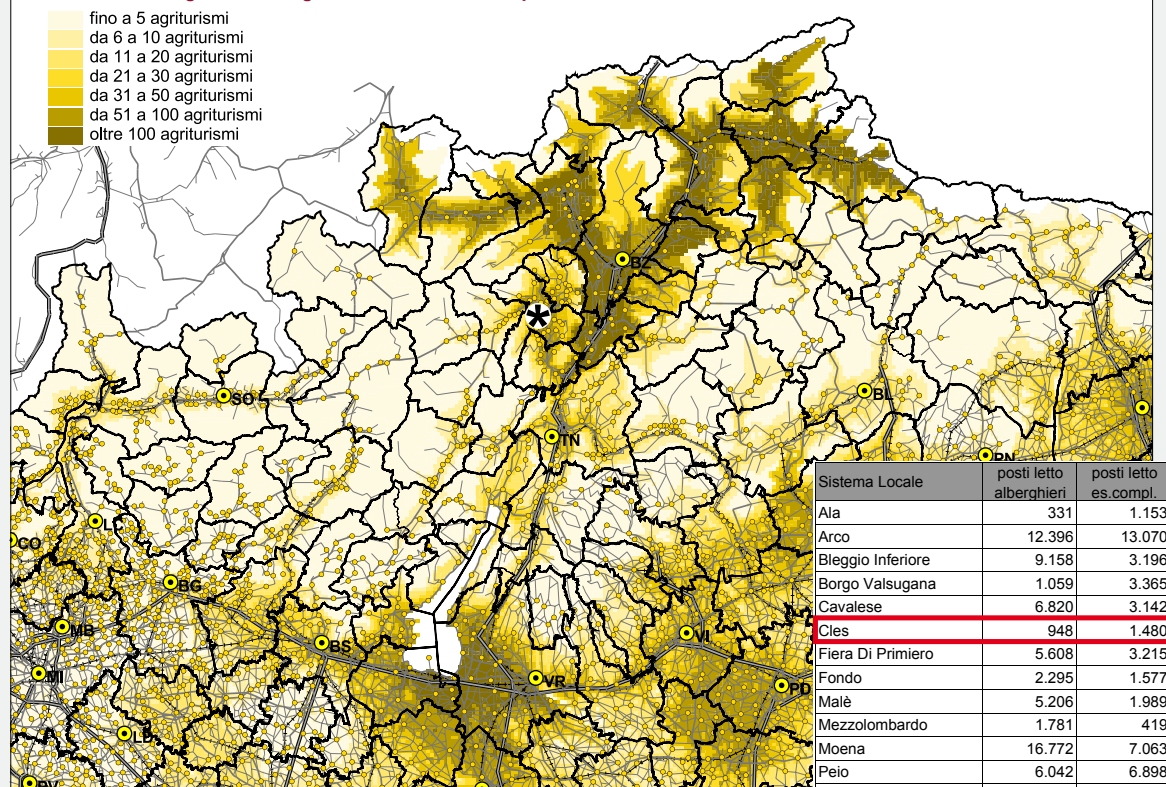 fino a 5 agriturismi
da 6 a 10 agriturismi
da 11 a 20 agriturismi
da 21 a 30 agriturismi
da 31 a 50 agriturismi
da 51 a 100 agriturismi
oltre 100 agriturismi
BZ
SO
BL
TN
PN
CO
BG
MB
BS
VI
MI
VR
PD
Sistema Locale posti letto alberghieri posti letto es.compl.
Ala 331 1.153
Arco 12.396 13.070
Bleggio Inferiore 9.158 3.196
Borgo Valsugana 1.059 3.365
Cavalese 6.820 3.142
Cles 948 1.480
Fiera Di Primiero 5.608 3.215
Fondo 2.295 1.577
Malè 5.206 1.989
Mezzolombardo 1.781 419
Moena 16.772 7.063
Peio 6.042 6.898